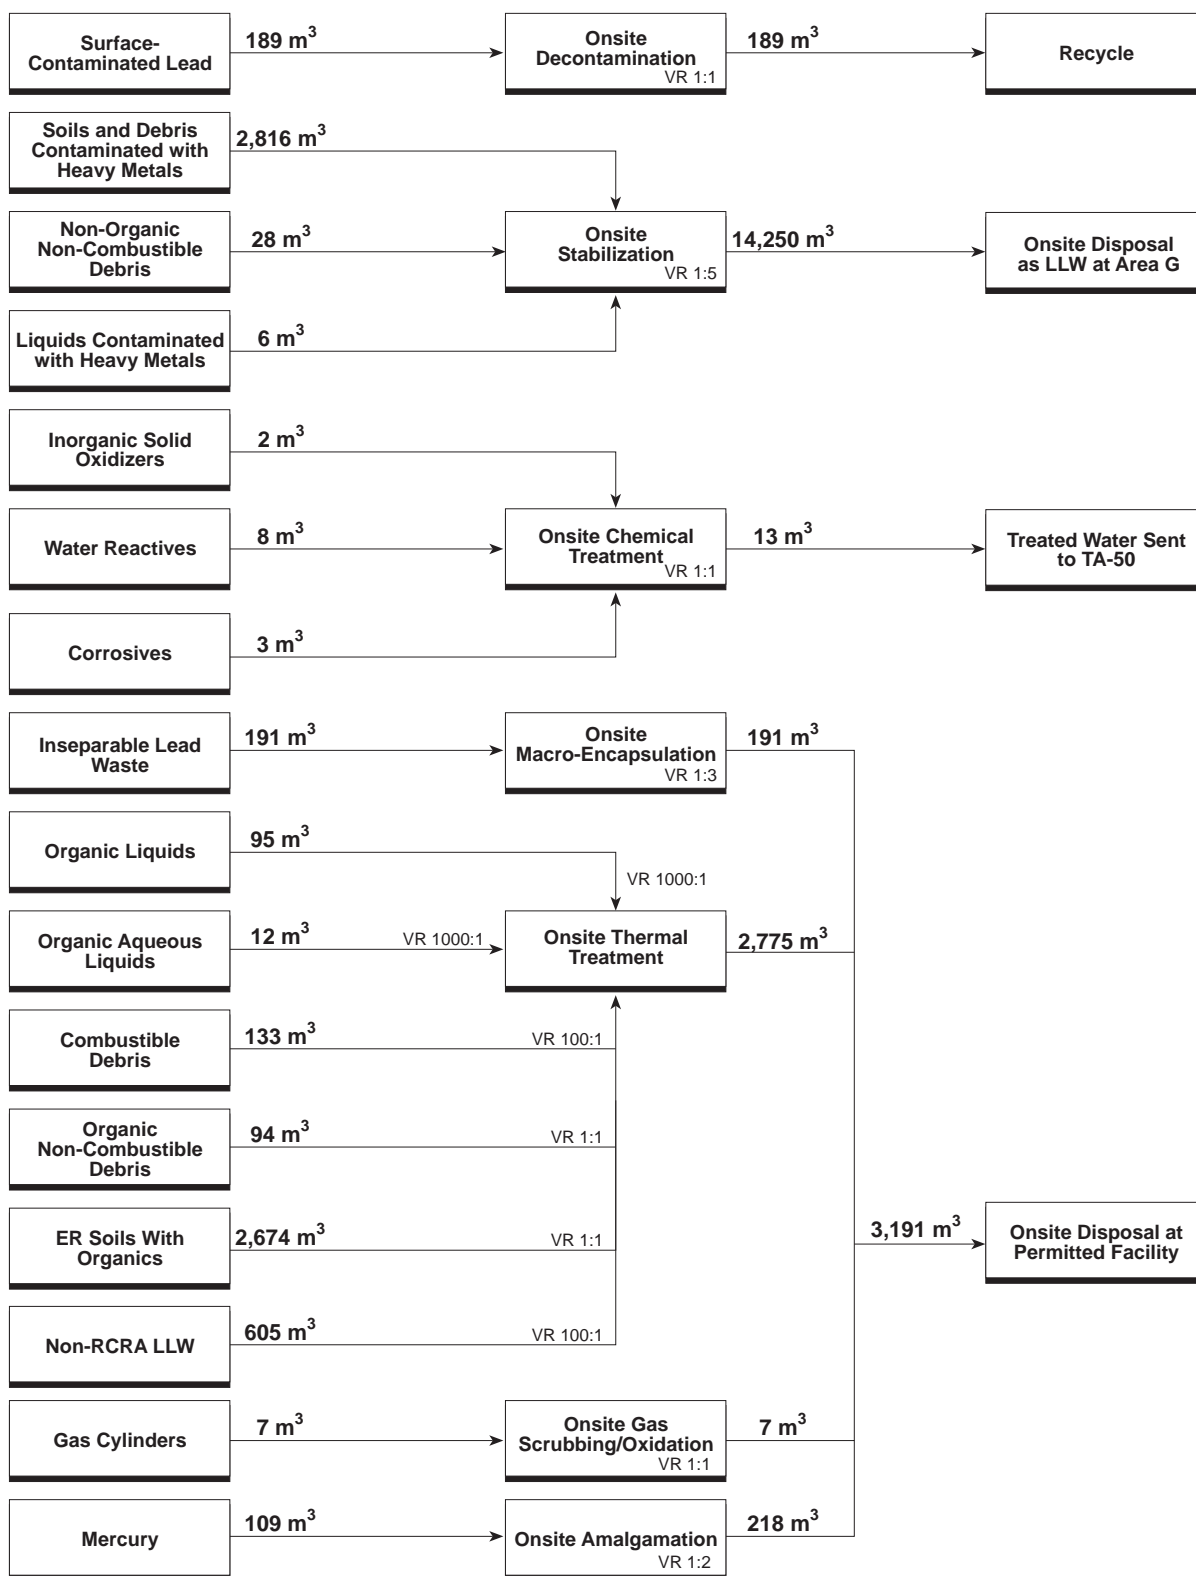 Surface-
Contaminated Lead
189 m³
Onsite
Decontamination
VR 1:1
189 m³
Recycle
Soils and Debris
Contaminated with
Heavy Metals
2,816 m³
Non-Organic
Non-Combustible
Debris
28 m³
Onsite
Stabilization
VR 1:5
14,250 m³
Onsite Disposal
as LLW at Area G
Liquids Contaminated
with Heavy Metals
6 m³
Inorganic Solid
Oxidizers
2 m³
Water Reactives
8 m³
Onsite Chemical
Treatment
VR 1:1
13 m³
Treated Water Sent
to TA-50
Corrosives
3 m³
Inseparable Lead
Waste
191 m³
Onsite
Macro-Encapsulation
VR 1:3
191 m³
Organic Liquids
95 m³
VR 1000:1
Organic Aqueous
Liquids
12 m³
VR 1000:1
Onsite Thermal
Treatment
2,775 m³
Combustible
Debris
133 m³
VR 100:1
Organic
Non-Combustible
Debris
94 m³
VR 1:1
ER Soils With
Organics
2,674 m³
VR 1:1
3,191 m³
Onsite Disposal at
Permitted Facility
Non-RCRA LLW
605 m³
VR 100:1
Gas Cylinders
7 m³
Onsite Gas
Scrubbing/Oxidation
VR 1:1
7 m³
Mercury
109 m³
Onsite Amalgamation
VR 1:2
218 m³